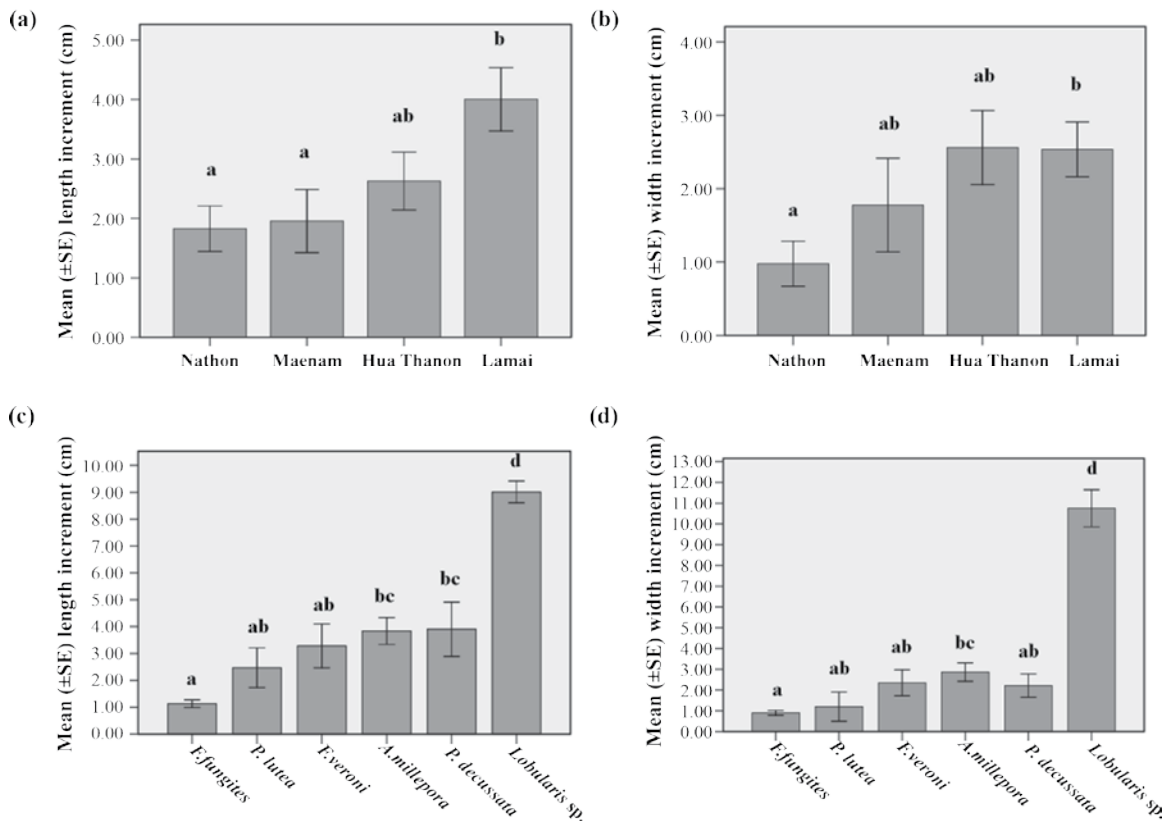 (a)
Mean (±SE) length increment (cm)
5.00
4.00
3.00
2.00
1.00
0.00
a
a
ab
b
Nathon Maenam Hua Thanon Lamai
(b)
Mean (±SE) width increment (cm)
4.00
3.00
2.00
1.00
0.00
a
ab
ab
b
Nathon Maenam Hua Thanon Lamai
(c)
Mean (±SE) length increment (cm)
10.00
9.00
8.00
7.00
6.00
5.00
4.00
3.00
2.00
1.00
0.00
a
ab
ab
bc
bc
d
F.fungites
P. lutea
F.veroni
A.millepora
P. decussata
Lobularis sp.
(d)
Mean (±SE) width increment (cm)
13.00
12.00
11.00
10.00
9.00
8.00
7.00
6.00
5.00
4.00
3.00
2.00
1.00
0.00
a
ab
ab
bc
ab
d
F.fungites
P. lutea
F.veroni
A.millepora
P. decussata
Lobularis sp.